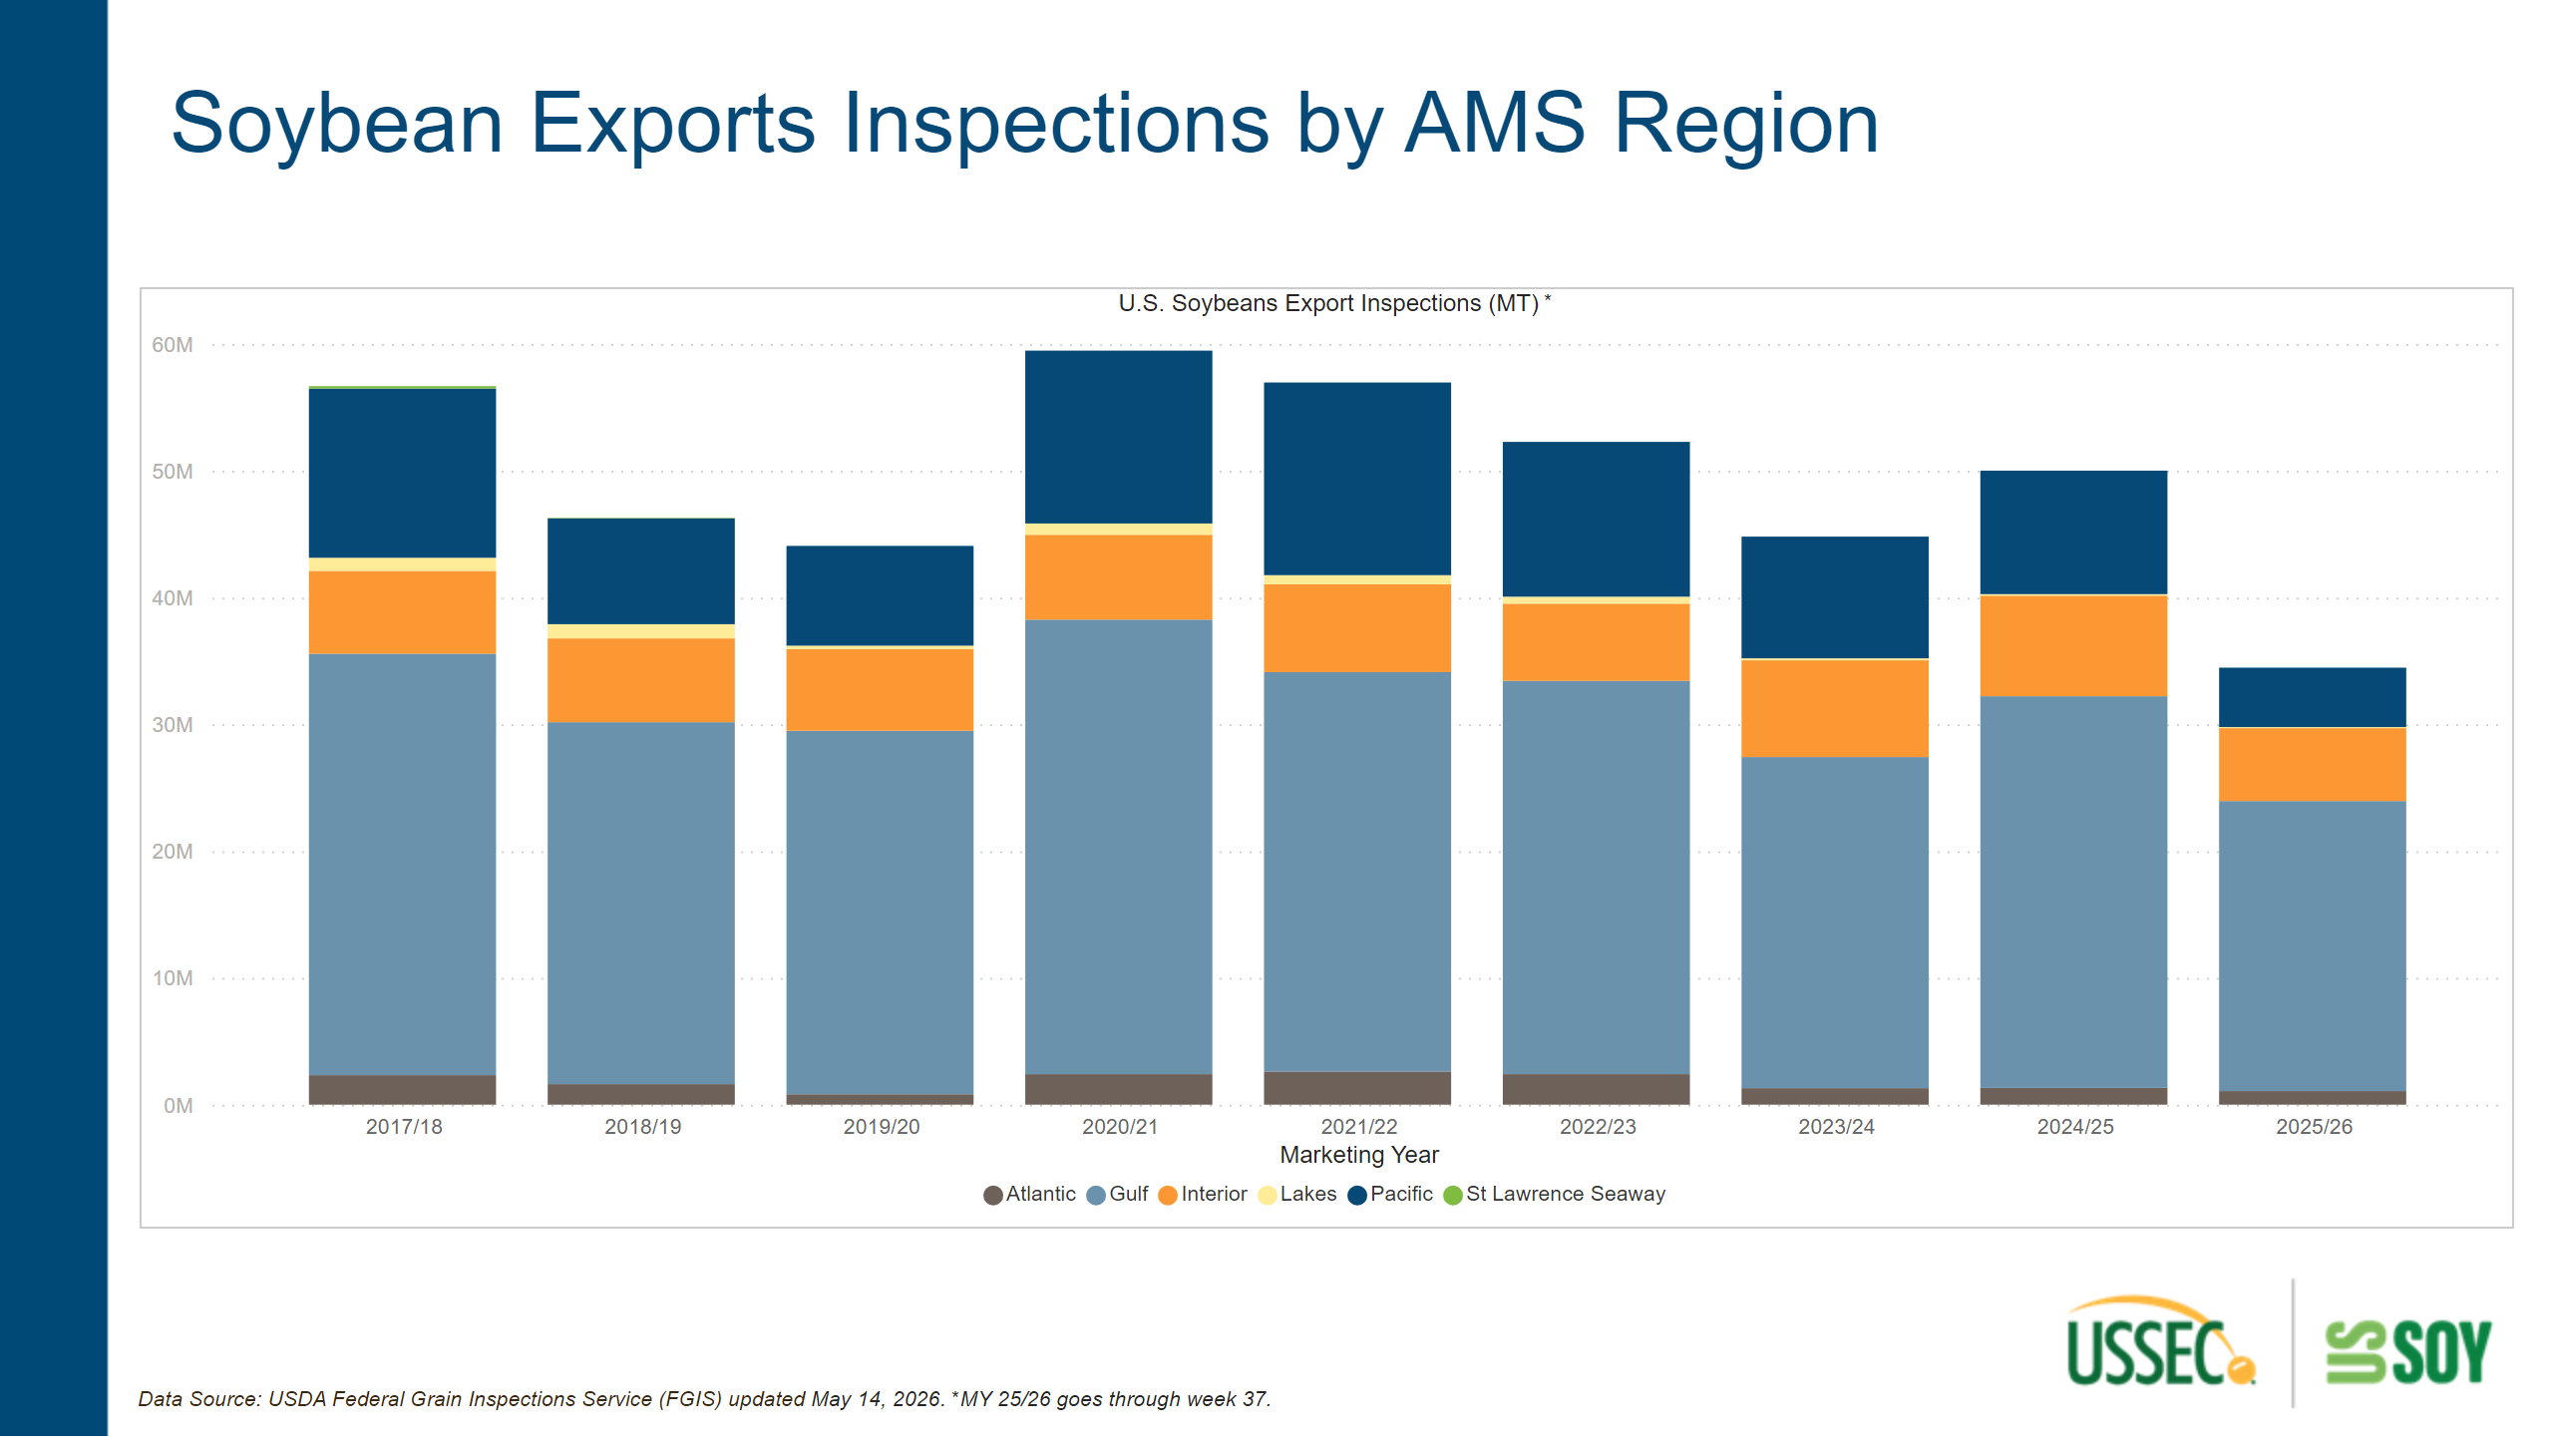 Soybean Exports Inspections by AMS Region
U.S. Soybeans Export Inspections (MT) *
60M
50M
40M
30M
20M
10M
0M
2017/18 2018/19 2019/20 2020/21 2021/22 2022/23 2023/24 2024/25 2025/26
Marketing Year
Atlantic Gulf Interior Lakes Pacific St Lawrence Seaway
USSEC
US SOY
Data Source: USDA Federal Grain Inspections Service (FGIS) updated May 14, 2026. *MY 25/26 goes through week 37.